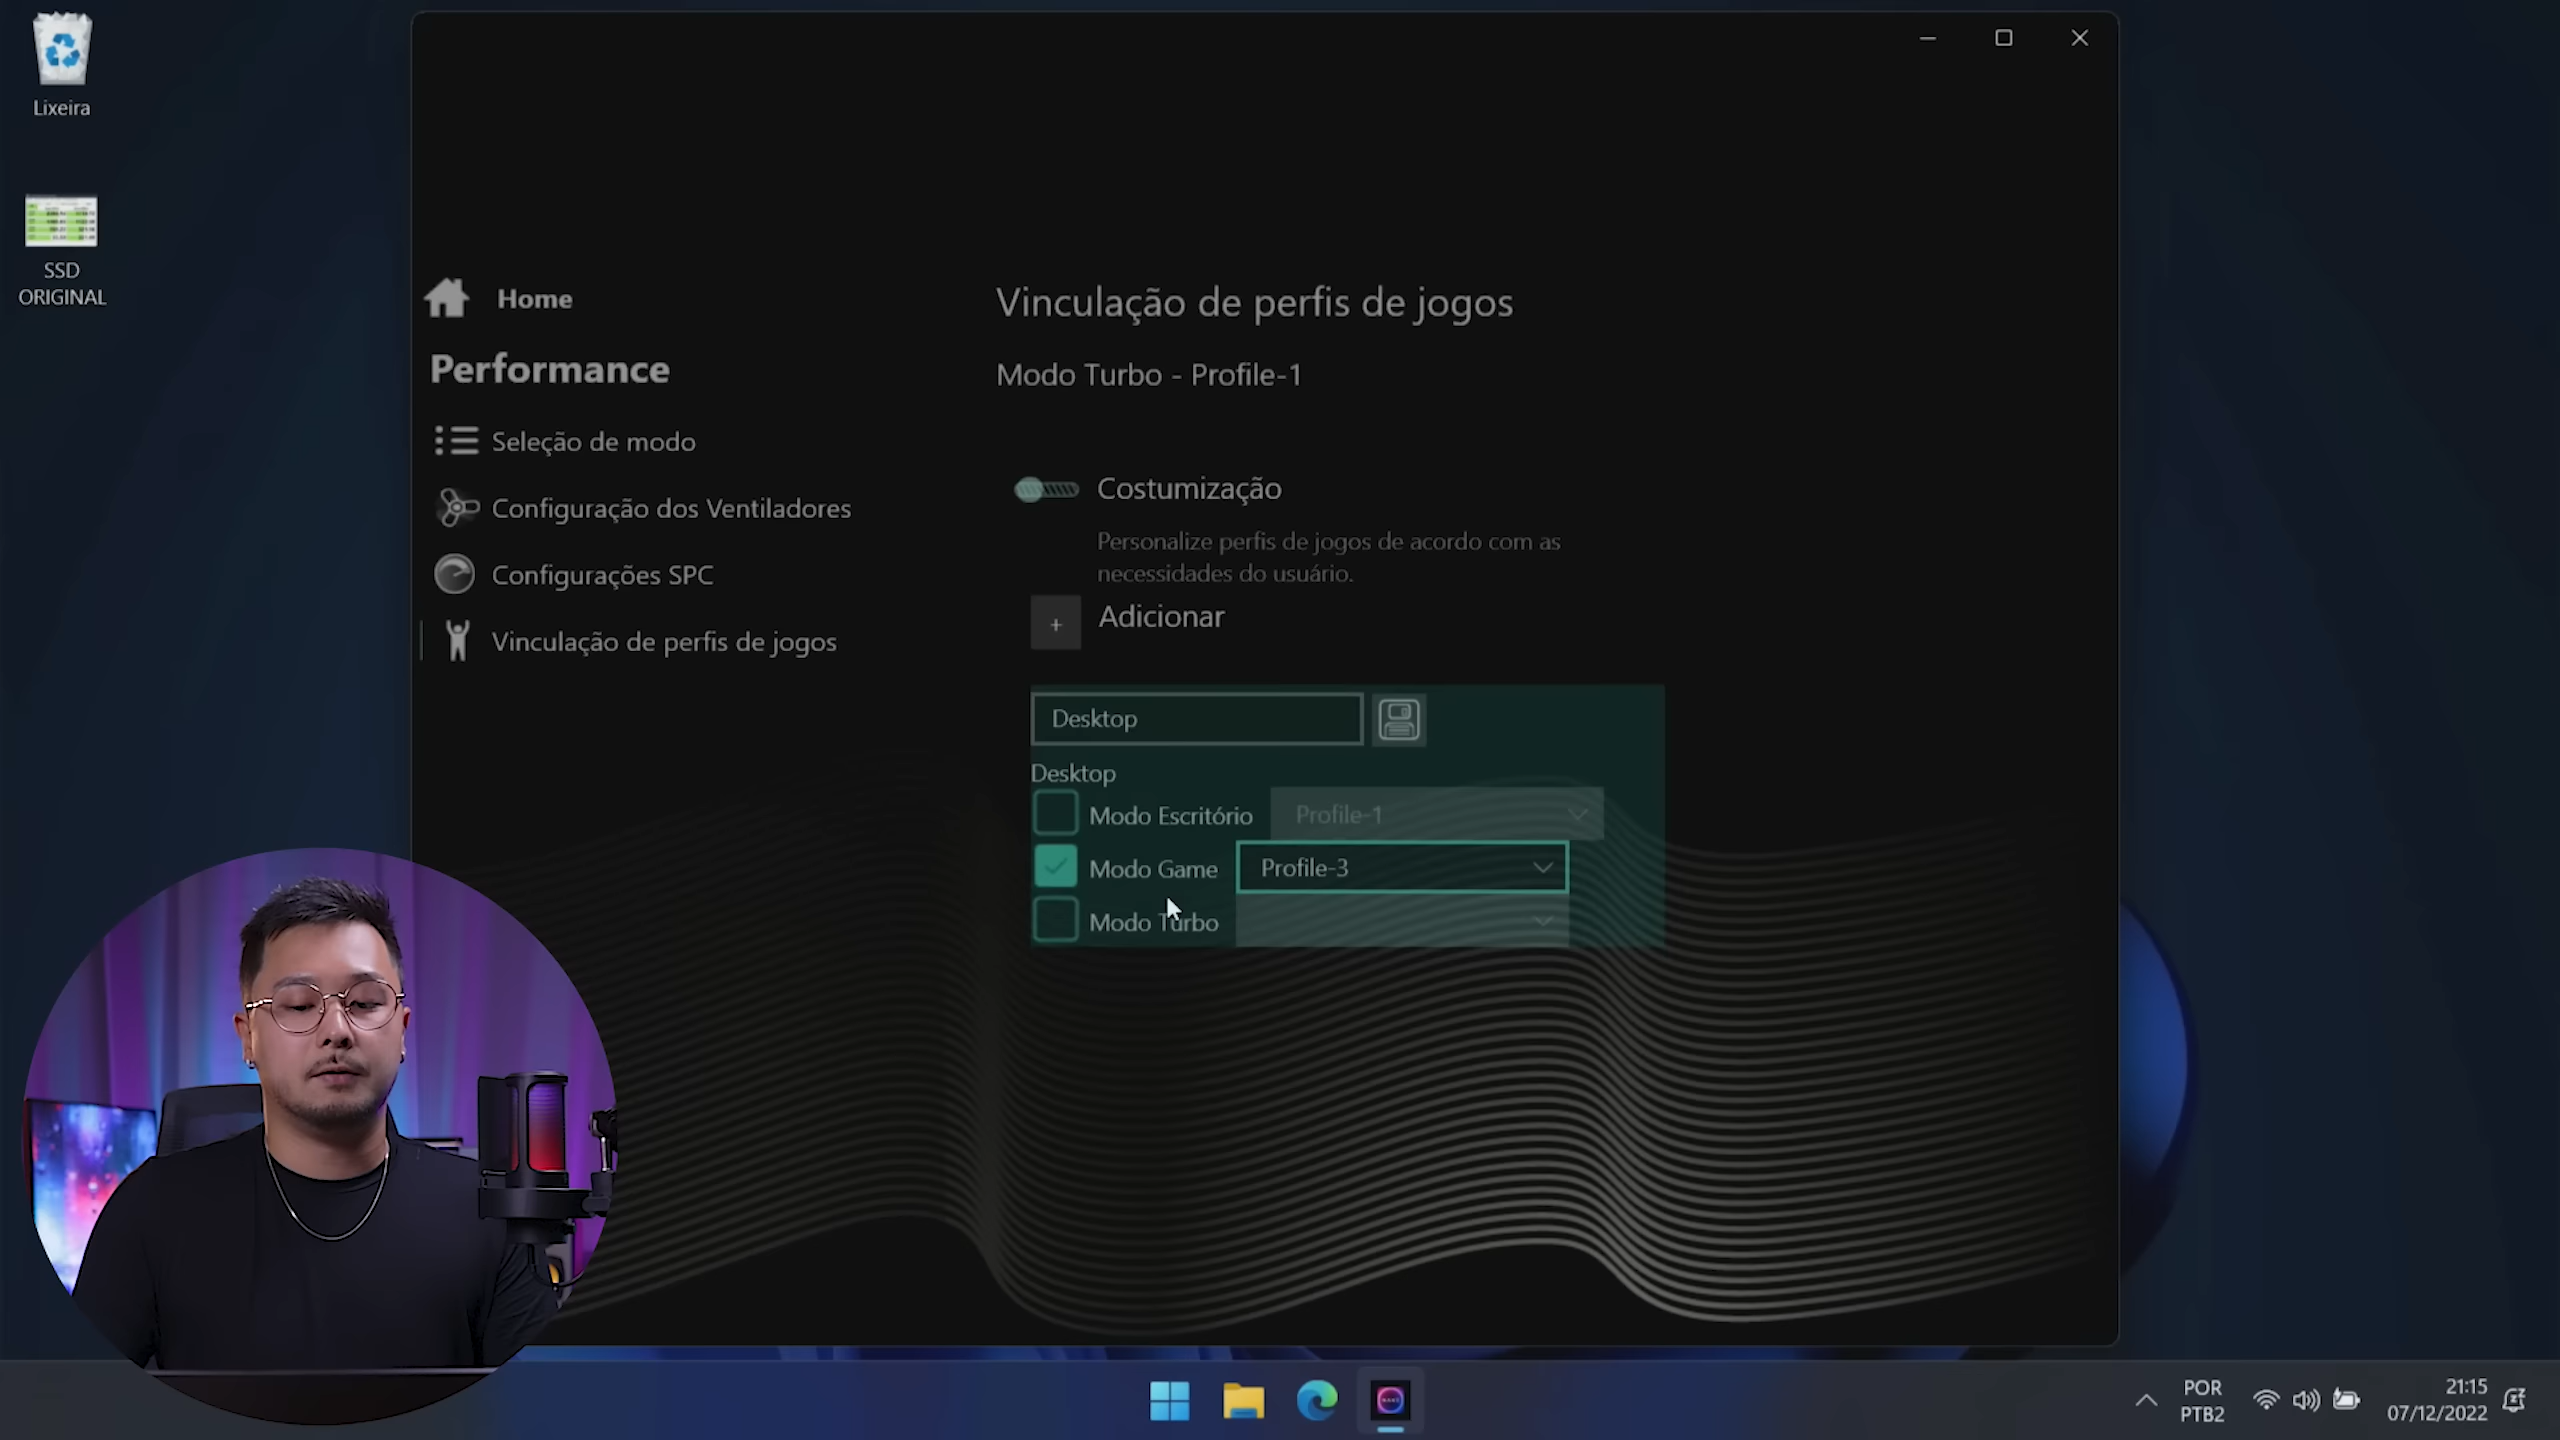 Lixeira
SSD
ORIGINAL
Home
Performance
Seleção de modo
Configuração dos Ventiladores
Configurações SPC
Vinculação de perfis de jogos
Vinculação de perfis de jogos
Modo Turbo - Profile-1
Costumização
Personalize perfis de jogos de acordo com as
necessidades do usuário.
+ Adicionar
Desktop
Desktop
Modo Escritório Profile-1
Modo Game Profile-3
Modo Turbo
POR
PTB2
21:15
07/12/2022